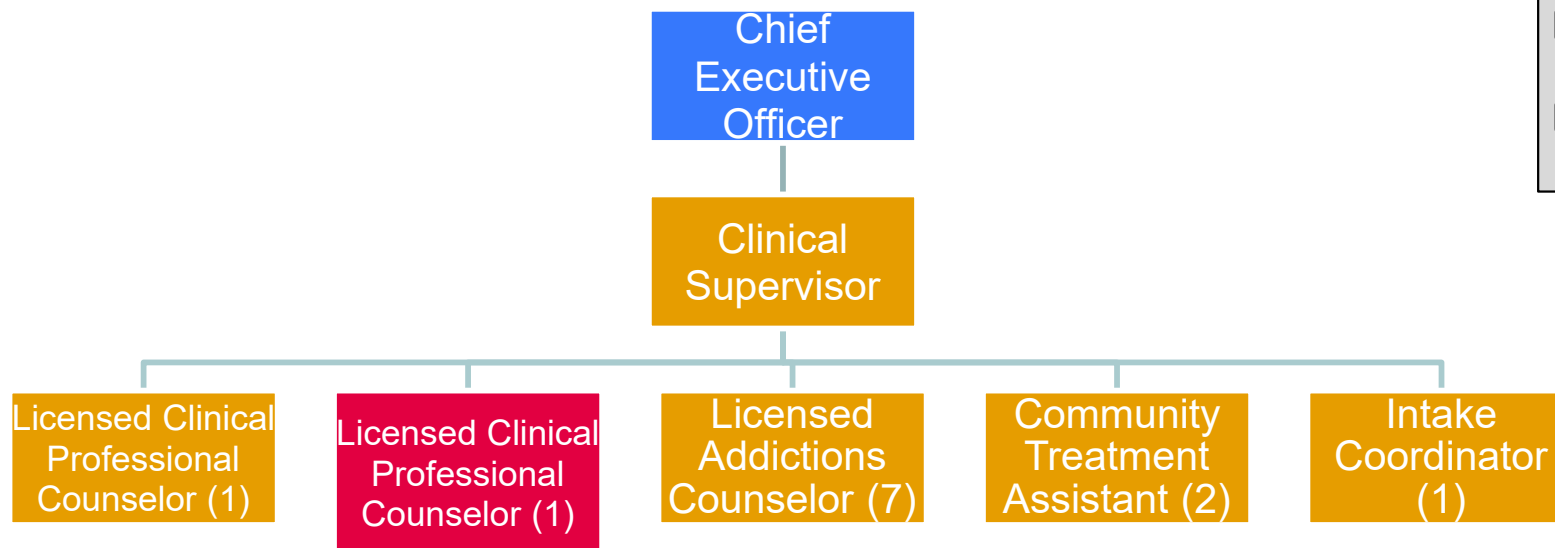 Chief
Executive
Officer
Clinical
Supervisor
Licensed Clinical
Professional
Counselor (1)
Licensed Clinical
Professional
Counselor (1)
Licensed
Addictions
Counselor (7)
Community
Treatment
Assistant (2)
Intake
Coordinator
(1)